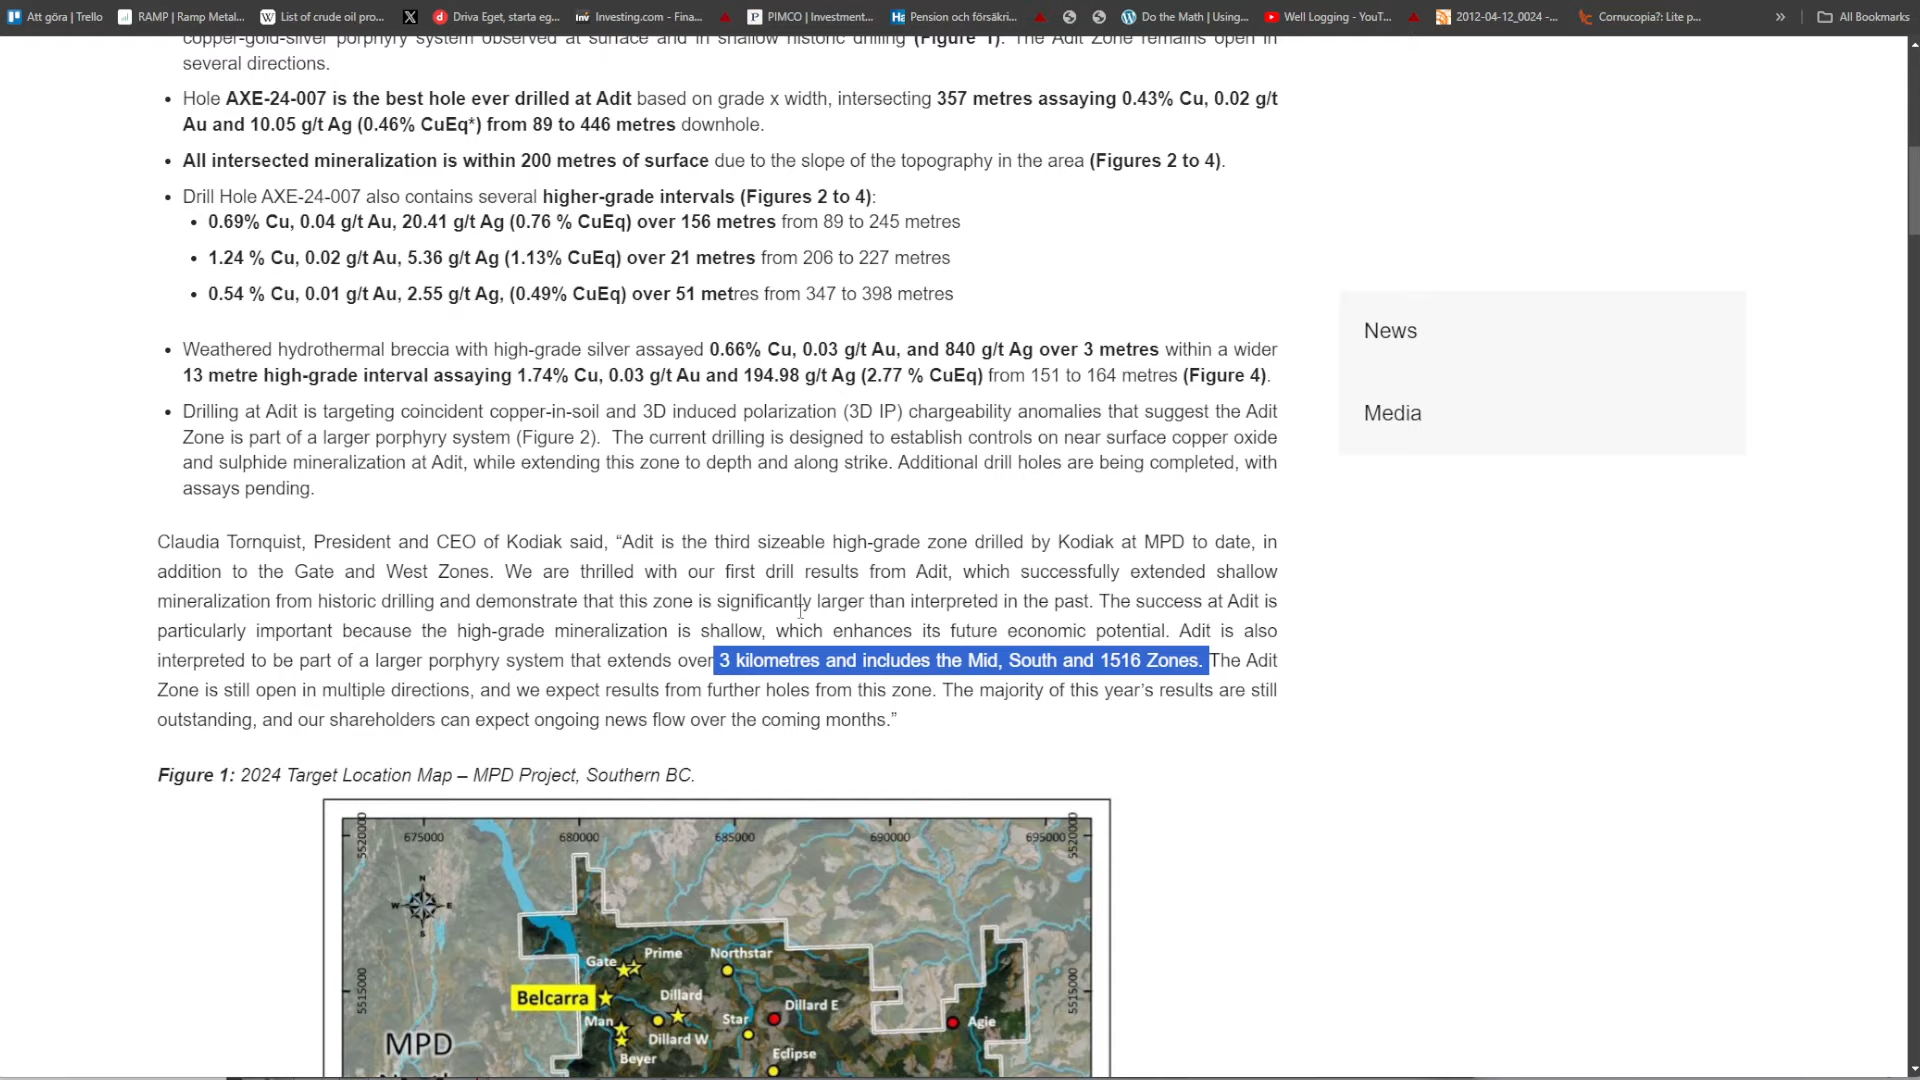 Att göra | Trello
RAMP | Ramp Metal...
List of crude oil pro...
Driva Eget, starta eg...
Investing.com - Fina...
PIMCO | Investment...
Pension och försäkri...
Do the Math | Using...
Well Logging - YouT...
2012-04-12_0024 -...
Cornucopia?: Lite p...
»
All Bookmarks
copper-gold-silver porphyry system observed at surface and in shallow historic drilling (Figure 1). The Adit Zone remains open in
several directions.
• Hole AXE-24-007 is the best hole ever drilled at Adit based on grade x width, intersecting 357 metres assaying 0.43% Cu, 0.02 g/t
Au and 10.05 g/t Ag (0.46% CuEq*) from 89 to 446 metres downhole.
• All intersected mineralization is within 200 metres of surface due to the slope of the topography in the area (Figures 2 to 4).
• Drill Hole AXE-24-007 also contains several higher-grade intervals (Figures 2 to 4):
• 0.69% Cu, 0.04 g/t Au, 20.41 g/t Ag (0.76 % CuEq) over 156 metres from 89 to 245 metres
• 1.24 % Cu, 0.02 g/t Au, 5.36 g/t Ag (1.13% CuEq) over 21 metres from 206 to 227 metres
• 0.54 % Cu, 0.01 g/t Au, 2.55 g/t Ag, (0.49% CuEq) over 51 metres from 347 to 398 metres
• Weathered hydrothermal breccia with high-grade silver assayed 0.66% Cu, 0.03 g/t Au, and 840 g/t Ag over 3 metres within a wider
13 metre high-grade interval assaying 1.74% Cu, 0.03 g/t Au and 194.98 g/t Ag (2.77 % CuEq) from 151 to 164 metres (Figure 4).
• Drilling at Adit is targeting coincident copper-in-soil and 3D induced polarization (3D IP) chargeability anomalies that suggest the Adit
Zone is part of a larger porphyry system (Figure 2). The current drilling is designed to establish controls on near surface copper oxide
and sulphide mineralization at Adit, while extending this zone to depth and along strike. Additional drill holes are being completed, with
assays pending.
News
Media
Claudia Tornquist, President and CEO of Kodiak said, “Adit is the third sizeable high-grade zone drilled by Kodiak at MPD to date, in
addition to the Gate and West Zones. We are thrilled with our first drill results from Adit, which successfully extended shallow
mineralization from historic drilling and demonstrate that this zone is significantly larger than interpreted in the past. The success at Adit is
particularly important because the high-grade mineralization is shallow, which enhances its future economic potential. Adit is also
interpreted to be part of a larger porphyry system that extends over 3 kilometres and includes the Mid, South and 1516 Zones. The Adit
Zone is still open in multiple directions, and we expect results from further holes from this zone. The majority of this year’s results are still
outstanding, and our shareholders can expect ongoing news flow over the coming months.”
Figure 1: 2024 Target Location Map – MPD Project, Southern BC.
5520000
675000
680000
685000
690000
695000
5520000
N
W
E
S
Gate
Prime
Northstar
5515000
Belcarra
Dillard
Dillard E
5515000
Man
Star
Agie
MPD
Dillard W
Beyer
Eclipse